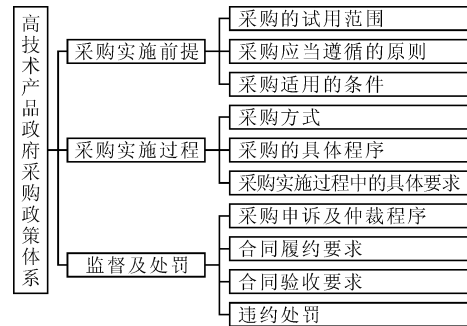 高技术产品政府采购政策体系
采购实施前提
采购的试用范围
采购应当遵循的原则
采购适用的条件
采购实施过程
采购方式
采购的具体程序
采购实施过程中的具体要求
监督及处罚
采购申诉及仲裁程序
合同履约要求
合同验收要求
违约处罚